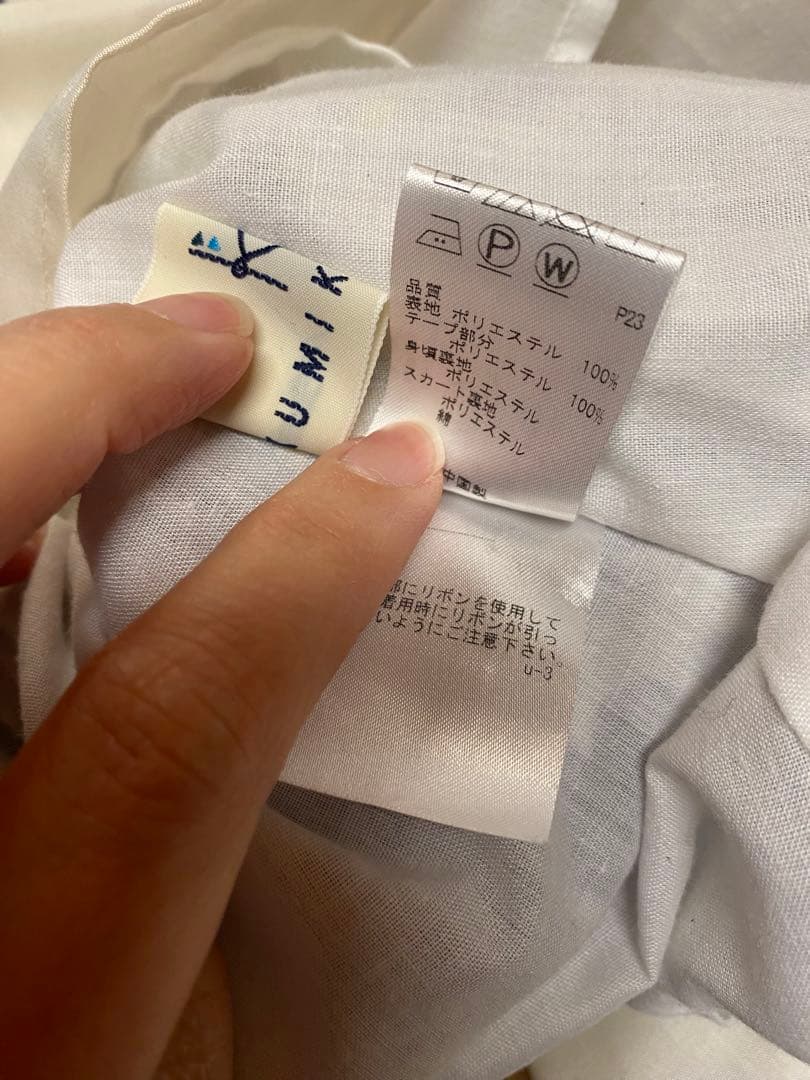 UMIK
P
W
P23
品質
表地 ポリエステル 100%
テープ部分
ポリエステル 100%
身頃裏地
ポリエステル
スカート裏地
ポリエステル
綿
中国製
部にリボンを使用して
着用時にリボンが引っ
いようにご注意下さい。
U-3